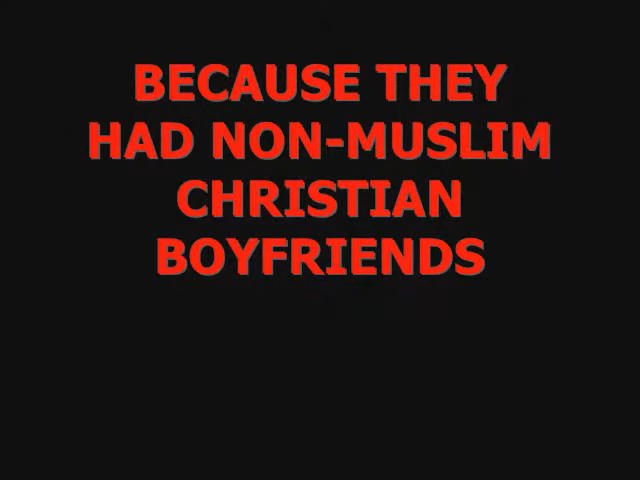 BECAUSE THEY
HAD NON-MUSLIM
CHRISTIAN
BOYFRIENDS